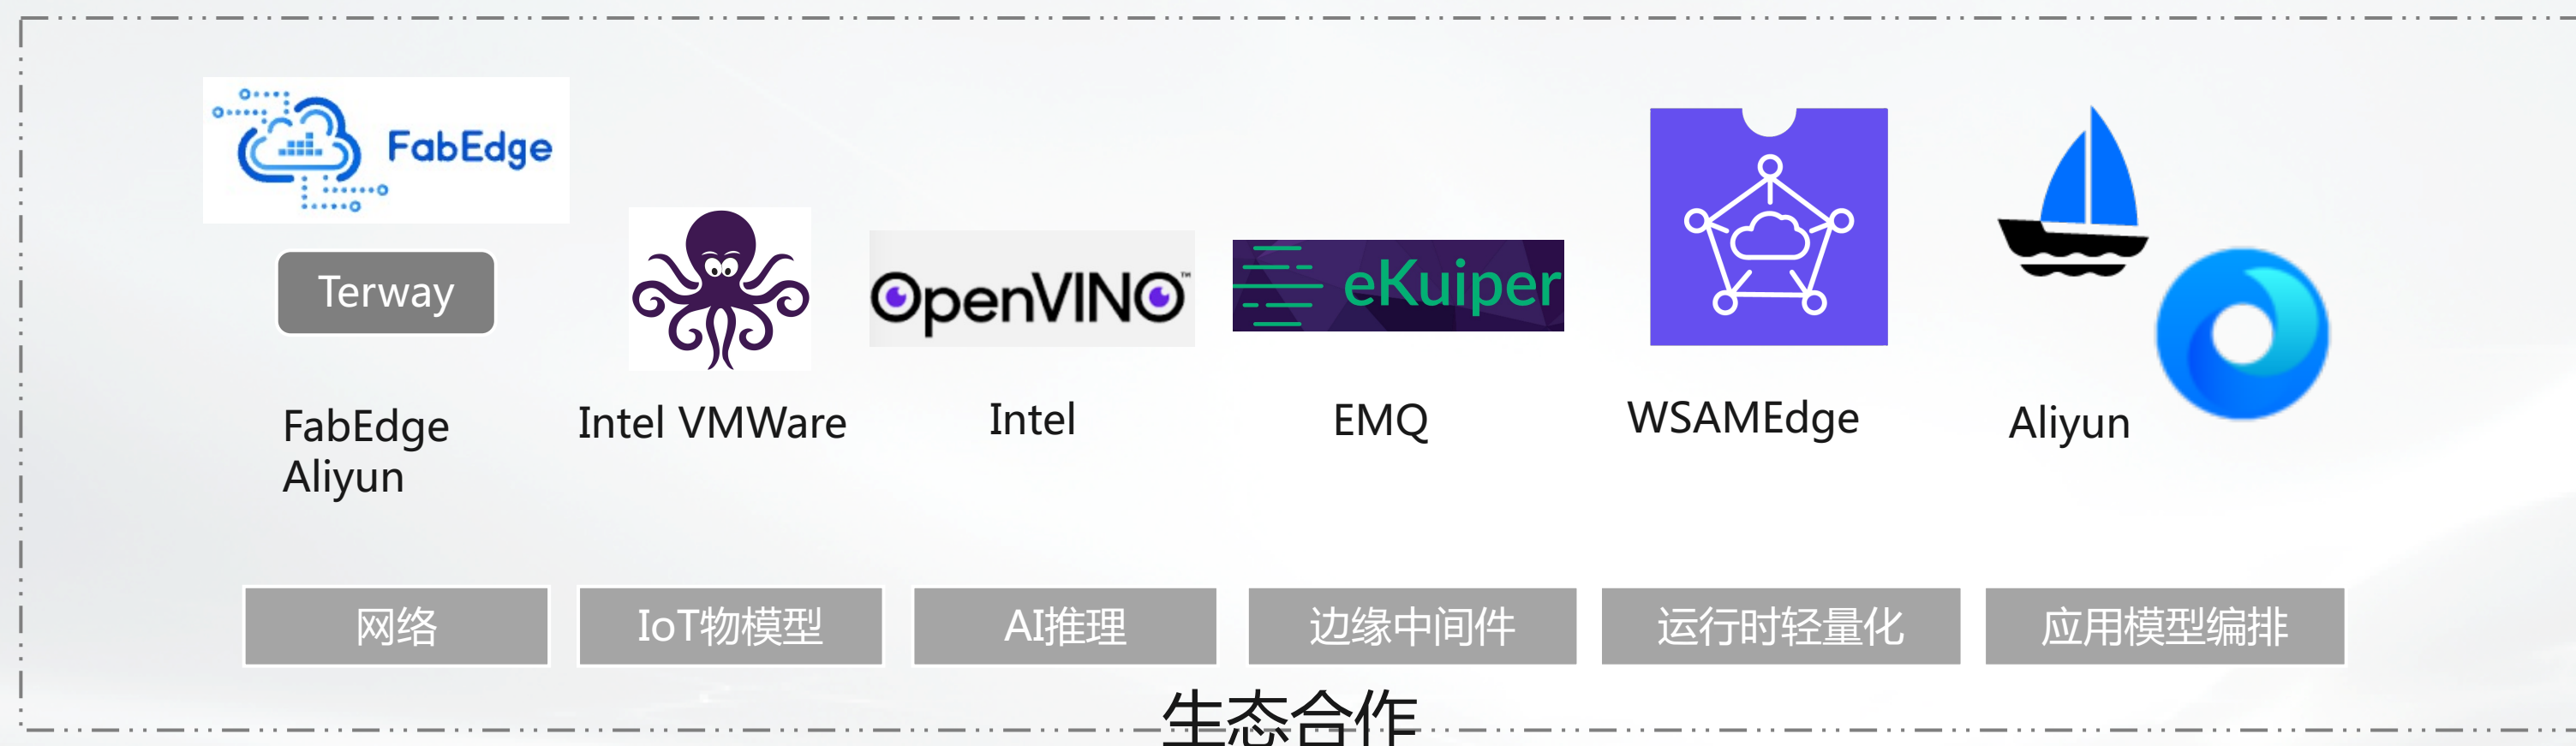 FabEdge
Terway
OpenVINO™
eKuiper
FabEdge
Aliyun
Intel VMWare
Intel
EMQ
WSAMEdge
Aliyun
网络
IoT物模型
AI推理
边缘中间件
运行时轻量化
应用模型编排
生态合作